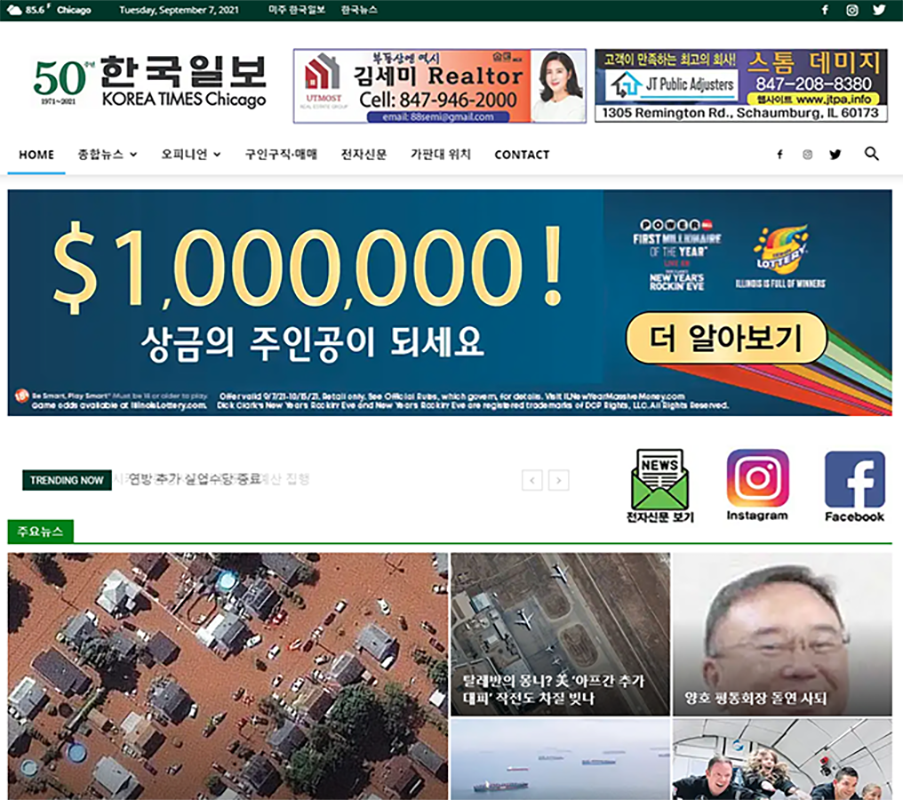 85.6 F Chicago Tuesday, September 7, 2021 미주 한국일보 한국뉴스
50 주년
1971~2021
한국일보
KOREA TIMES Chicago
부동산에 역시
김세미 Realtor
Cell: 847-946-2000
email: 88semi@gmail.com
UTMOST
REAL ESTATE GROUP
고객이 만족하는 최고의 회사!
스톰 데미지
JT Public Adjusters
847-208-8380
웹사이트 www.jtpa.info
1305 Remington Rd., Schaumburg, IL 60173
HOME 종합뉴스 오피니언 구인구직·매매 전자신문 가판대 위치 CONTACT
$1,000,000!
상금의 주인공이 되세요
POWERBALL
FIRST MILLIONAIRE
OF THE YEAR
NEW YEAR'S
ROCKIN' EVE
LOTTERY
ILLINOIS IS FULL OF WINNERS
더 알아보기
Be Smart, Play Smart® Must be 18 or older to play.
Game odds available at IllinoisLottery.com.
Offer valid 9/7/21-10/15/21. Retail only. See Official Rules, which govern, for details. Visit ILNewYearMassiveMoney.com
Dick Clark's New Year's Rockin' Eve and New Year's Rockin' Eve are registered trademarks of DCP Rights, LLC. All Rights Reserved.
TRENDING NOW 연방 추가 실업수당 종료 예산 집행
NEWS
전자신문 보기
Instagram
Facebook
주요뉴스
탈레반의 몽니? 美 '아프간 추가
대피' 작전도 차질 빚나
양호 평통회장 돌연 사퇴